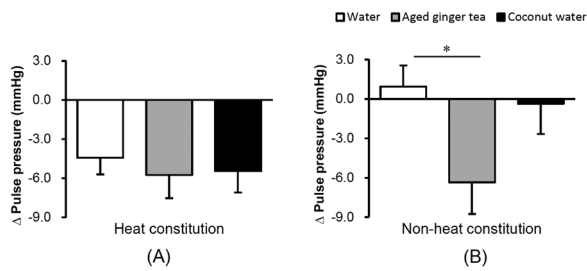 Water Aged ginger tea Coconut water
3.0
0.0
-3.0
-6.0
-9.0
Δ Pulse pressure (mmHg)
Heat constitution
(A)
3.0
0.0
-3.0
-6.0
-9.0
Δ Pulse pressure (mmHg)
*
Non-heat constitution
(B)